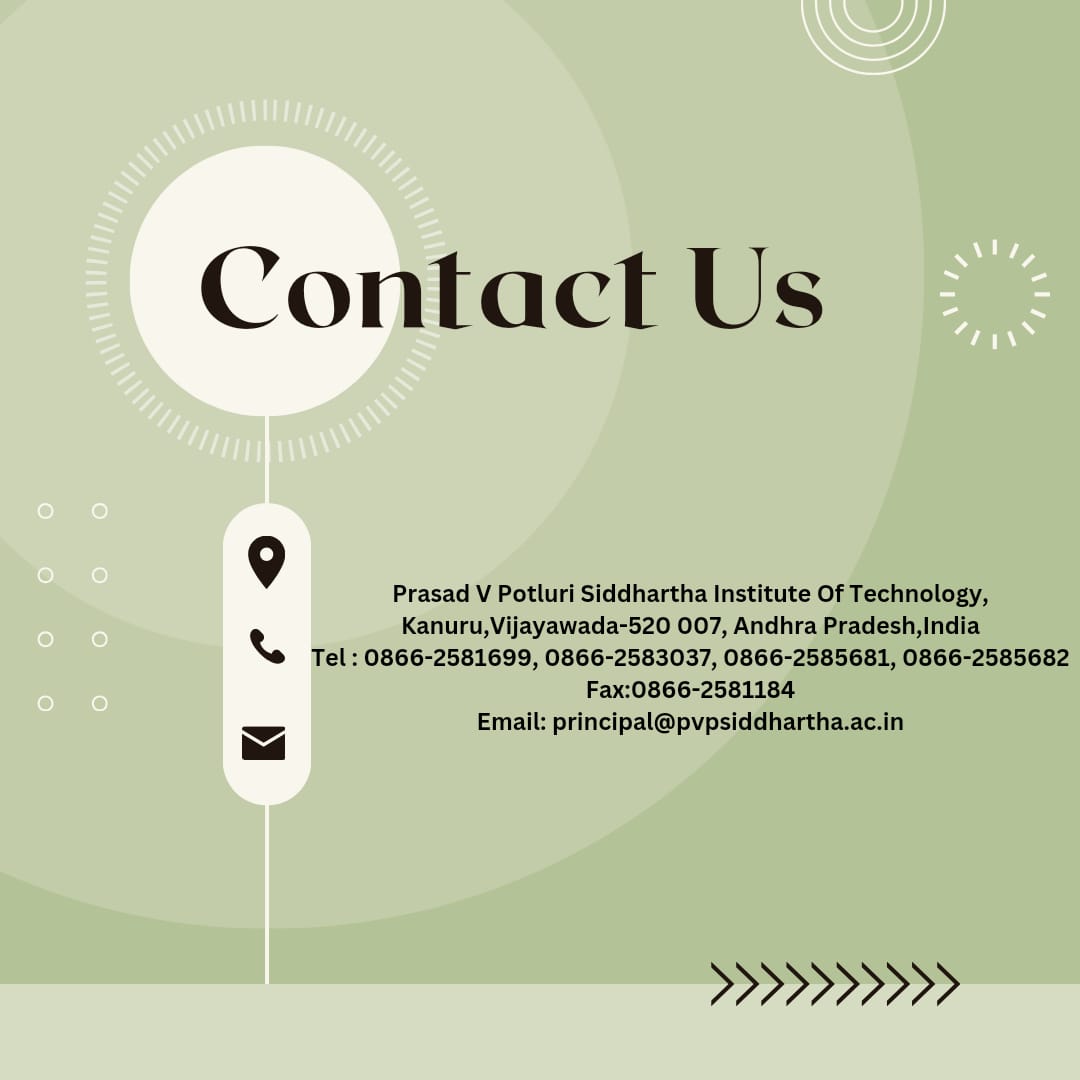 Contact Us
Prasad V Potluri Siddhartha Institute Of Technology,
Kanuru,Vijayawada-520 007, Andhra Pradesh,India
Tel : 0866-2581699, 0866-2583037, 0866-2585681, 0866-2585682
Fax:0866-2581184
Email: principal@pvpsiddhartha.ac.in